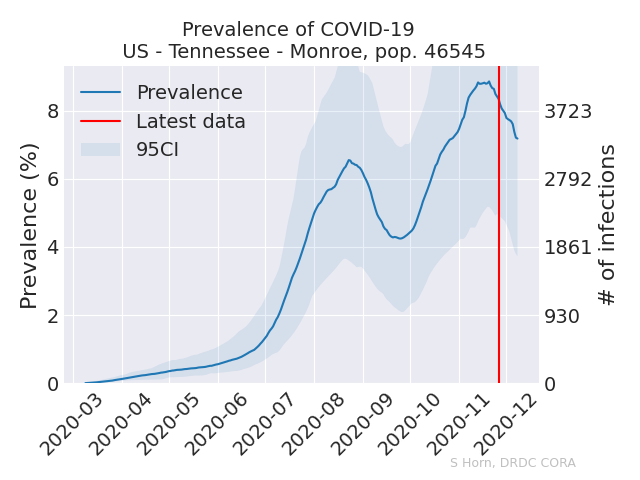 Prevalence of COVID-19
US - Tennessee - Monroe, pop. 46545
Prevalence
Latest data
95CI
Prevalence (%)
8
6
4
2
0
3723
2792
1861
930
0
# of infections
2020-03
2020-04
2020-05
2020-06
2020-07
2020-08
2020-09
2020-10
2020-11
2020-12
S Horn, DRDC CORA